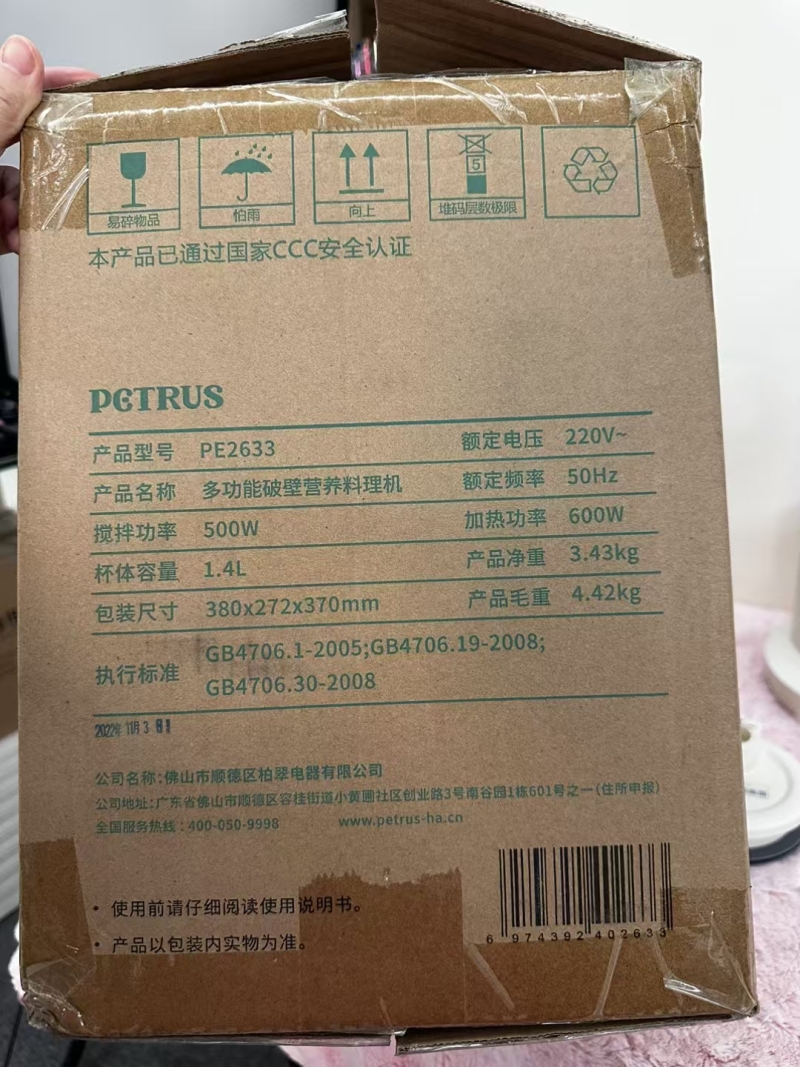 5
易碎物品
怕雨
向上
堆码层数极限
本产品已通过国家CCC安全认证
PETRUS
产品型号 PE2633 额定电压 220V~
产品名称 多功能破壁营养料理机 额定频率 50Hz
搅拌功率 500W 加热功率 600W
杯体容量 1.4L 产品净重 3.43kg
包装尺寸 380x272x370mm 产品毛重 4.42kg
执行标准 GB4706.1-2005;GB4706.19-2008;
GB4706.30-2008
2022年 11月 3
公司名称:佛山市顺德区柏翠电器有限公司
公司地址:广东省佛山市顺德区容桂街道小黄圃社区创业路3号南谷园1栋601号之一(住所申报)
全国服务热线:400-050-9998 www.petrus-ha.cn
• 使用前请仔细阅读使用说明书。
• 产品以包装内实物为准。
6 974392 402633